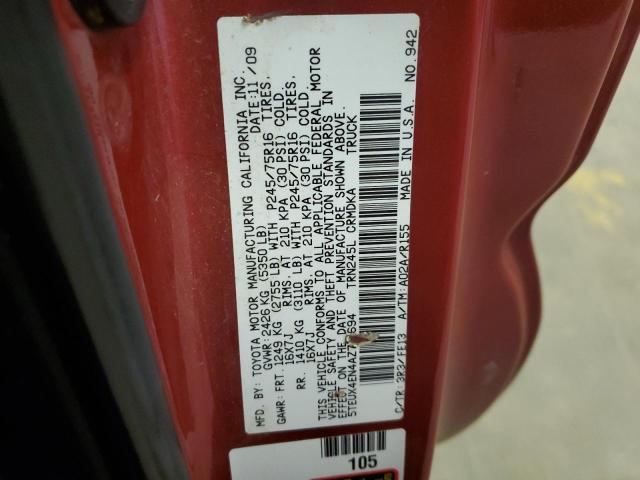 MFD. BY: TOYOTA MOTOR MANUFACTURING CALIFORNIA INC.
GVWR: 2426 KG (5350 LB) DATE: 11/09
GAWR: FRT. 1249 KG (2755 LB) WITH P245/75R16 TIRES.
16X7J RIMS. AT 210 KPA (30 PSI) COLD.
RR. 1410 KG (3110 LB) WITH P245/75R16 TIRES.
16X7J RIMS. AT 210 KPA (30 PSI) COLD.
THIS VEHICLE CONFORMS TO ALL APPLICABLE FEDERAL MOTOR
VEHICLE SAFETY AND THEFT PREVENTION STANDARDS IN
EFFECT ON THE DATE OF MANUFACTURE SHOWN ABOVE.
TRN245L CRMDKA TRUCK
C/TR: 3R3/FF13 A/TM: A02A/R155 MADE IN U.S.A. NO. 942
105